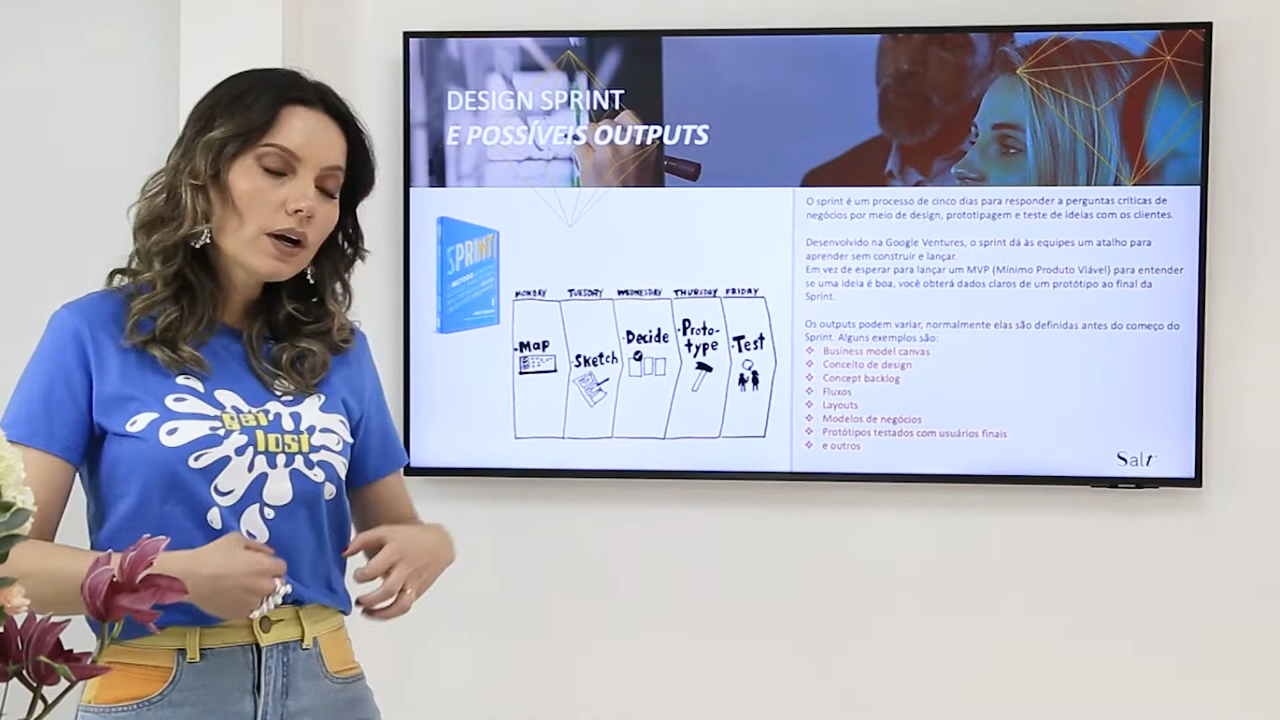 DESIGN SPRINT
E POSSÍVEIS OUTPUTS
SPRINT
MONDAY TUESDAY WEDNESDAY THURSDAY FRIDAY
·Map
·Sketch
·Decide
·Proto-
type
·Test
O sprint é um processo de cinco dias para responder a perguntas críticas de
negócios por meio de design, prototipagem e teste de ideias com os clientes.
Desenvolvido na Google Ventures, o sprint dá às equipes um atalho para
aprender sem construir e lançar.
Em vez de esperar para lançar um MVP (Mínimo Produto Viável) para entender
se uma ideia é boa, você obterá dados claros de um protótipo ao final da
Sprint.
Os outputs podem variar, normalmente elas são definidas antes do começo do
Sprint. Alguns exemplos são:
❖ Business model canvas
❖ Conceito de design
❖ Concept backlog
❖ Fluxos
❖ Layouts
❖ Modelos de negócios
❖ Protótipos testados com usuários finais
❖ e outros
Salt
get
lost